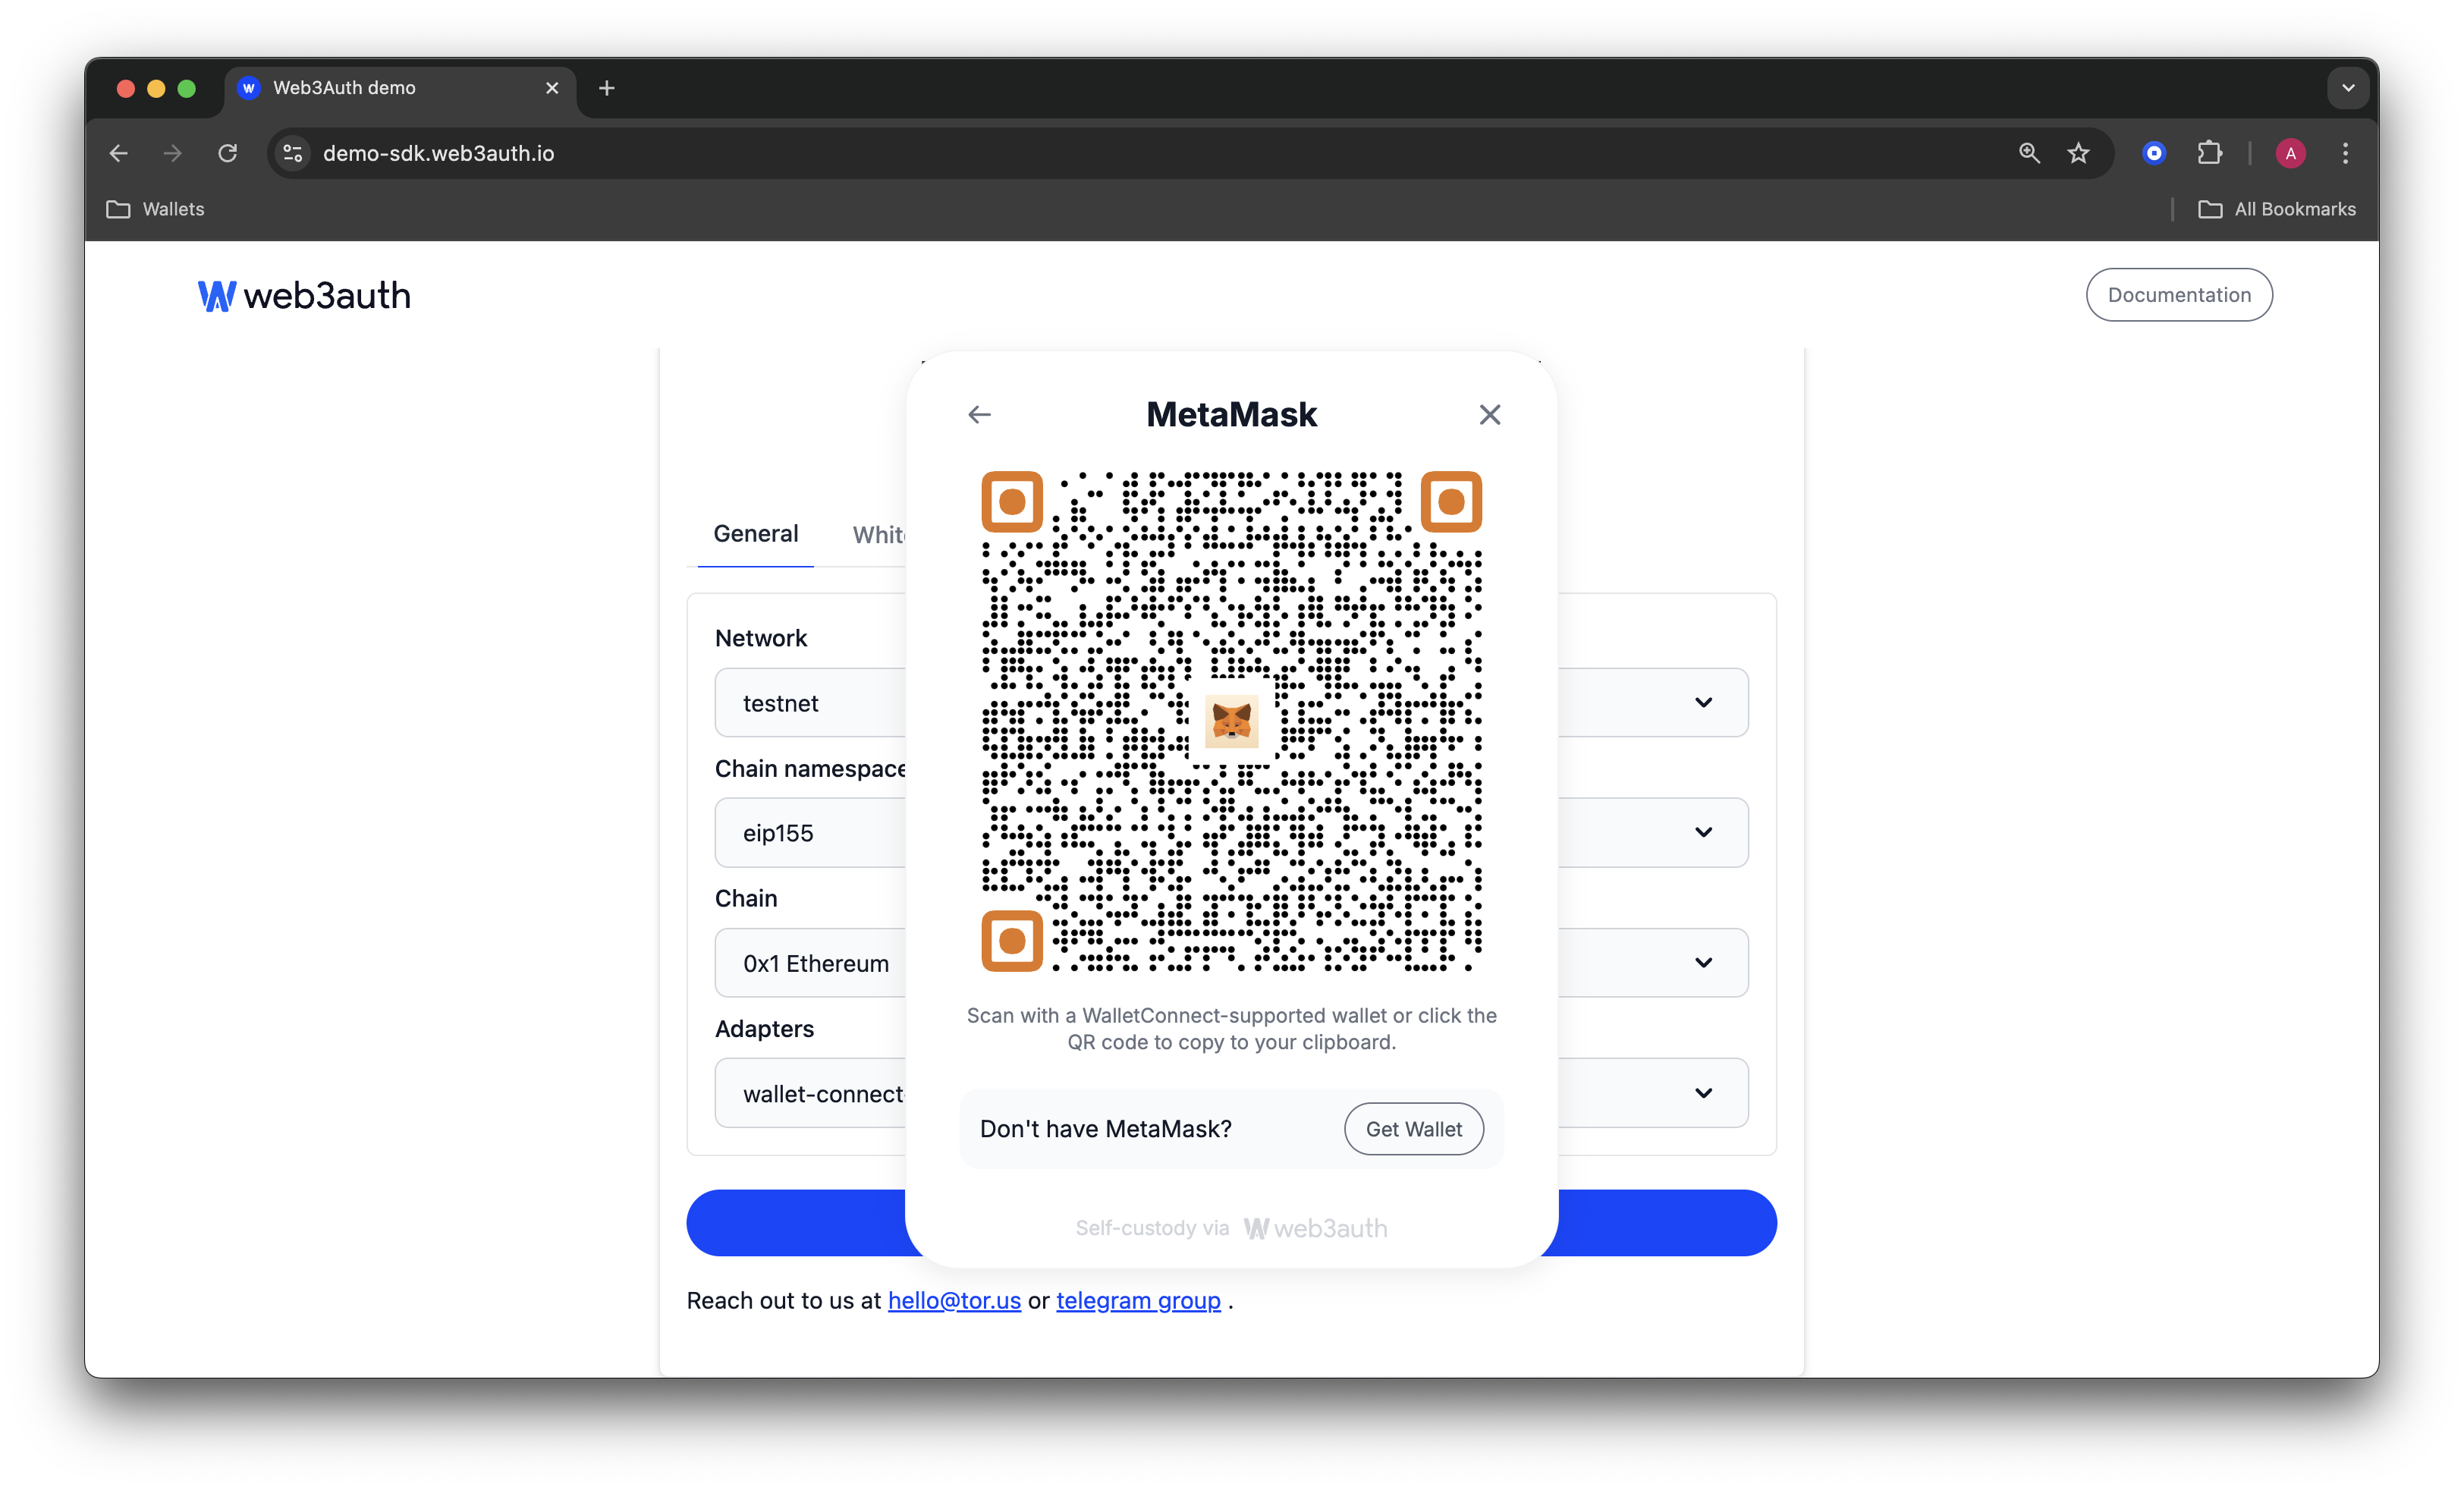 Web3Auth demo
demo-sdk.web3auth.io
A
Wallets
All Bookmarks
web3auth
Documentation
MetaMask
General
Network
testnet
Chain namespace
eip155
Chain
0x1 Ethereum
Adapters
wallet-connect
Scan with a WalletConnect-supported wallet or click the
QR code to copy to your clipboard.
Don't have MetaMask?
Get Wallet
Self-custody via web3auth
Reach out to us at hello@tor.us or telegram group .